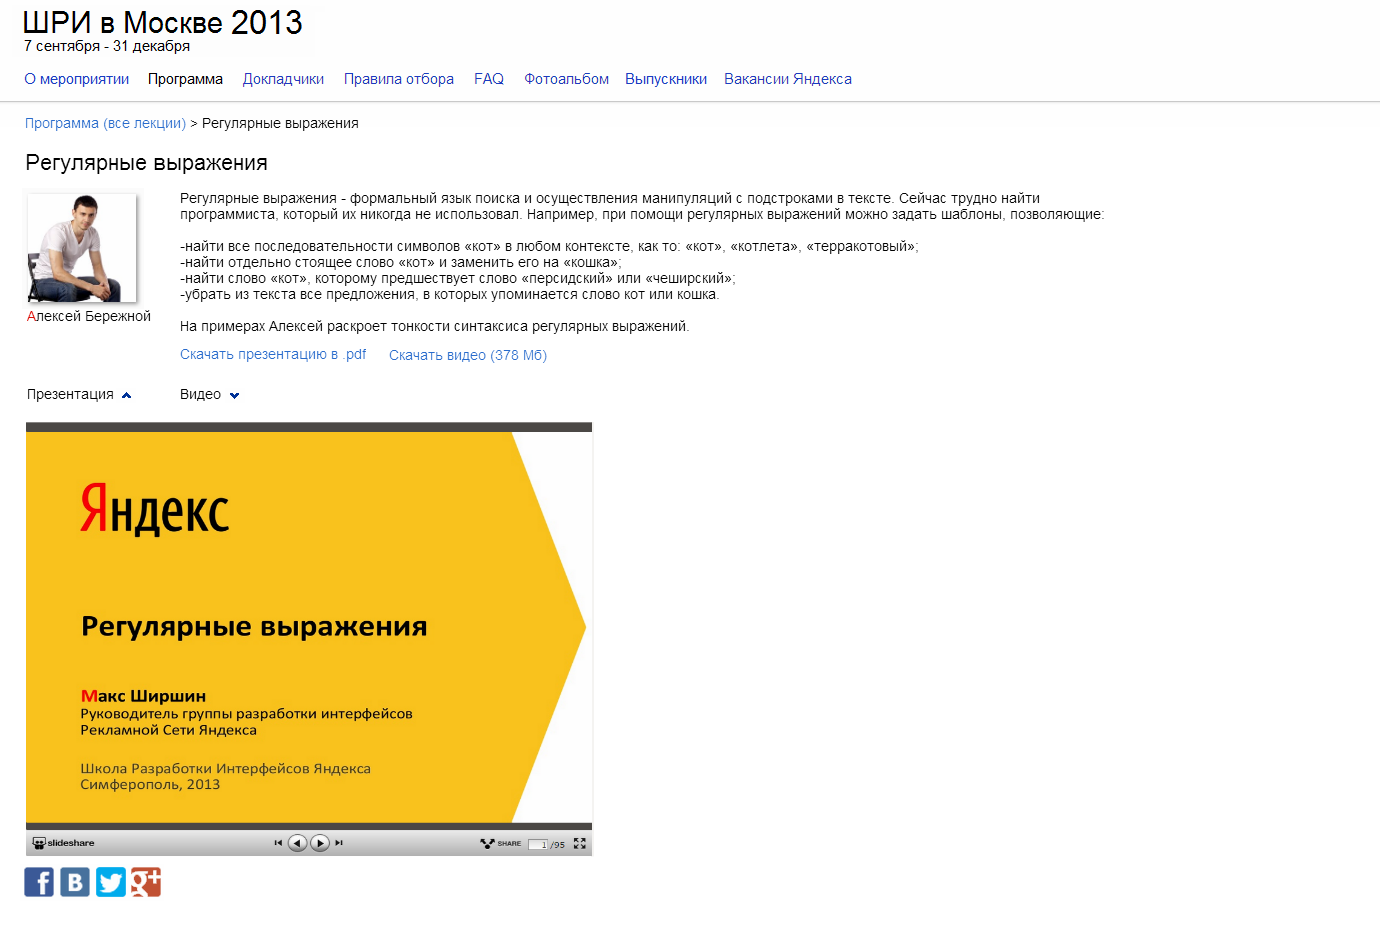 ШРИ в Москве 2013
7 сентября - 31 декабря
О мероприятии Программа Докладчики Правила отбора FAQ Фотоальбом Выпускники Вакансии Яндекса
Программа (все лекции) > Регулярные выражения
Регулярные выражения
Регулярные выражения - формальный язык поиска и осуществления манипуляций с подстроками в тексте. Сейчас трудно найти
программиста, который их никогда не использовал. Например, при помощи регулярных выражений можно задать шаблоны, позволяющие:
-найти все последовательности символов «кот» в любом контексте, как то: «кот», «котлета», «терракотовый»;
-найти отдельно стоящее слово «кот» и заменить его на «кошка»;
-найти слово «кот», которому предшествует слово «персидский» или «чеширский»;
-убрать из текста все предложения, в которых упоминается слово кот или кошка.
Алексей Бережной
На примерах Алексей раскроет тонкости синтаксиса регулярных выражений.
Скачать презентацию в .pdf Скачать видео (378 Мб)
Презентация Видео
Яндекс
Регулярные выражения
Макс Ширшин
Руководитель группы разработки интерфейсов
Рекламной Сети Яндекса
Школа Разработки Интерфейсов Яндекса
Симферополь, 2013
slideshare SHARE 1 /95
f B g+